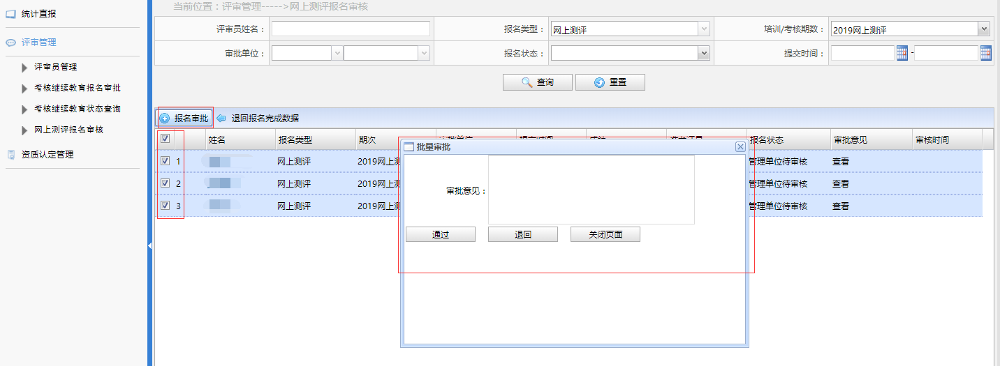 统计直报
评审管理
评审员管理
考核继续教育报名审批
考核继续教育状态查询
网上测评报名审核
资质认定管理
当前位置：评审管理----->网上测评报名审核
评审员姓名： 报名类型： 网上测评 培训/考核期数： 2019网上测评
审批单位： 报名状态： 提交时间： -
查询 重置
报名审批 退回报名完成数据
姓名 报名类型 期次 报名状态 审批意见 审核时间
1 网上测评 2019网上测 管理单位待审核 查看
2 网上测评 2019网上测 管理单位待审核 查看
3 网上测评 2019网上测 管理单位待审核 查看
批量审批
审批意见：
通过 退回 关闭页面